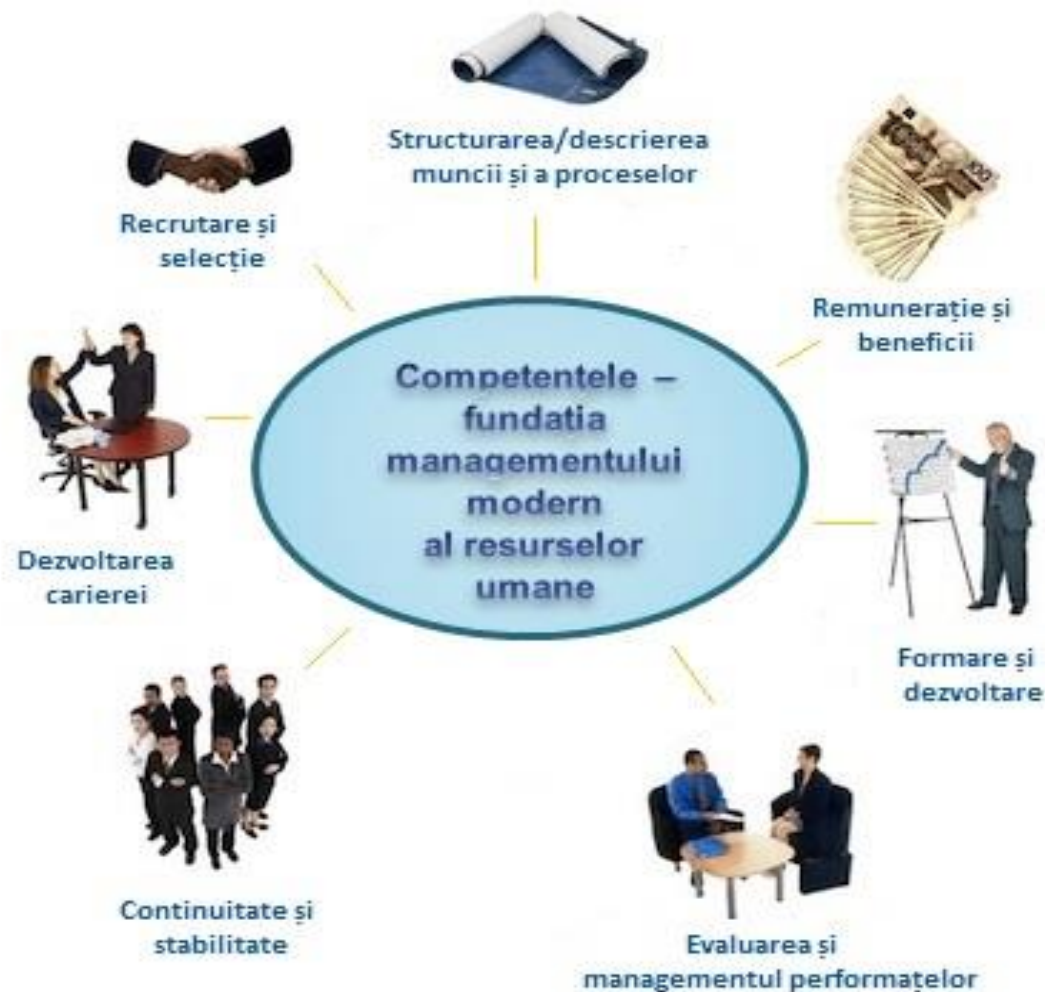 Structurarea/descrierea
muncii și a proceselor
Recrutare și
selecție
Remunerație și
beneficii
Competentele –
fundatia
managementului
modern
al resurselor
umane
Dezvoltarea
carierei
Formare și
dezvoltare
Continuitate și
stabilitate
Evaluarea și
managementul performațelor